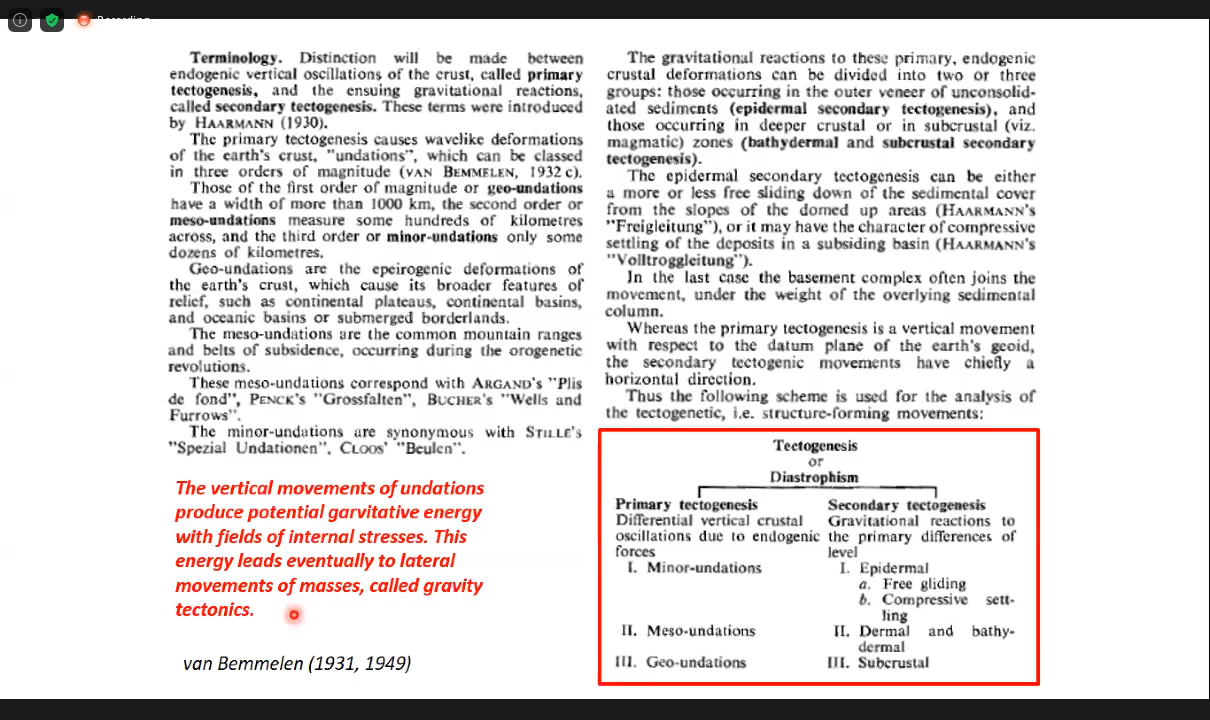 Recording
Terminology. Distinction will be made between
endogenic vertical oscillations of the crust, called primary
tectogenesis, and the ensuing gravitational reactions,
called secondary tectogenesis. These terms were introduced
by HAARMANN (1930).
The primary tectogenesis causes wavelike deformations
of the earth's crust, "undations", which can be classed
in three orders of magnitude (VAN BEMMELEN, 1932 c).
Those of the first order of magnitude or geo-undations
have a width of more than 1000 km, the second order or
meso-undations measure some hundreds of kilometres
across, and the third order or minor-undations only some
dozens of kilometres.
Geo-undations are the epeirogenic deformations of
the earth's crust, which cause its broader features of
relief, such as continental plateaus, continental basins,
and oceanic basins or submerged borderlands.
The meso-undations are the common mountain ranges
and belts of subsidence, occurring during the orogenetic
revolutions.
These meso-undations correspond with ARGAND's "Plis
de fond", PENCK's "Grossfalten", BUCHER's "Wells and
Furrows".
The minor-undations are synonymous with STILLE's
"Spezial Undationen", CLOOS' "Beulen".
The vertical movements of undations
produce potential garvitative energy
with fields of internal stresses. This
energy leads eventually to lateral
movements of masses, called gravity
tectonics.
van Bemmelen (1931, 1949)
The gravitational reactions to these primary, endogenic
crustal deformations can be divided into two or three
groups: those occurring in the outer veneer of unconsolid-
ated sediments (epidermal secondary tectogenesis), and
those occurring in deeper crustal or in subcrustal (viz.
magmatic) zones (bathydermal and subcrustal secondary
tectogenesis).
The epidermal secondary tectogenesis can be either
a more or less free sliding down of the sedimental cover
from the slopes of the domed up areas (HAARMANN's
"Freigleitung"), or it may have the character of compressive
settling of the deposits in a subsiding basin (HAARMANN's
"Volltroggleitung").
In the last case the basement complex often joins the
movement, under the weight of the overlying sedimental
column.
Whereas the primary tectogenesis is a vertical movement
with respect to the datum plane of the earth's geoid,
the secondary tectogenic movements have chiefly a
horizontal direction.
Thus the following scheme is used for the analysis of
the tectogenetic, i.e. structure-forming movements:
Tectogenesis
or
Diastrophism
Primary tectogenesis
Differential vertical crustal
oscillations due to endogenic
forces
I. Minor-undations
II. Meso-undations
III. Geo-undations
Secondary tectogenesis
Gravitational reactions to
the primary differences of
level
I. Epidermal
a. Free gliding
b. Compressive sett-
ling
II. Dermal and bathy-
dermal
III. Subcrustal